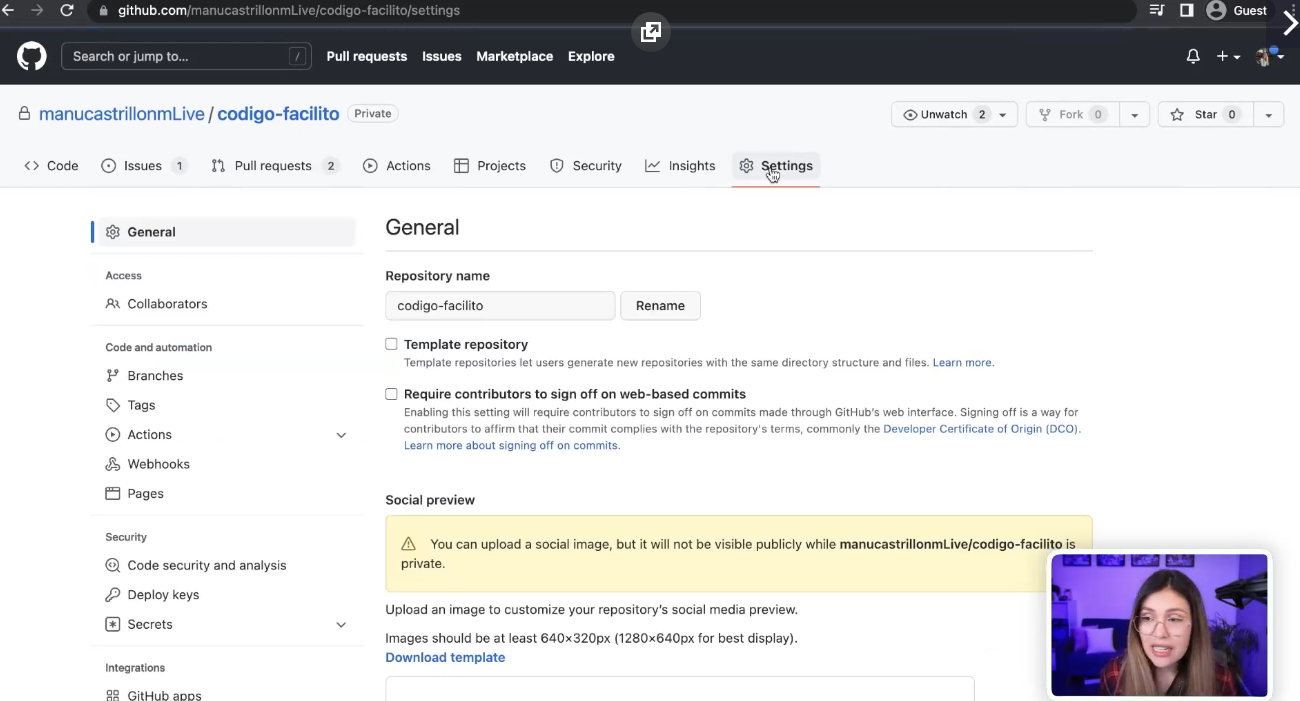 github.com/manucastrillonmLive/codigo-facilito/settings
Guest
Search or jump to... /
Pull requests Issues Marketplace Explore
manucastrillonmLive / codigo-facilito Private
Unwatch 2 Fork 0 Star 0
Code Issues 1 Pull requests 2 Actions Projects Security Insights Settings
General
Access
Collaborators
Code and automation
Branches
Tags
Actions
Webhooks
Pages
Security
Code security and analysis
Deploy keys
Secrets
Integrations
GitHub apps
General
Repository name
codigo-facilito Rename
Template repository
Template repositories let users generate new repositories with the same directory structure and files. Learn more.
Require contributors to sign off on web-based commits
Enabling this setting will require contributors to sign off on commits made through GitHub's web interface. Signing off is a way for
contributors to affirm that their commit complies with the repository's terms, commonly the Developer Certificate of Origin (DCO).
Learn more about signing off on commits.
Social preview
You can upload a social image, but it will not be visible publicly while manucastrillonmLive/codigo-facilito is
private.
Upload an image to customize your repository's social media preview.
Images should be at least 640×320px (1280×640px for best display).
Download template